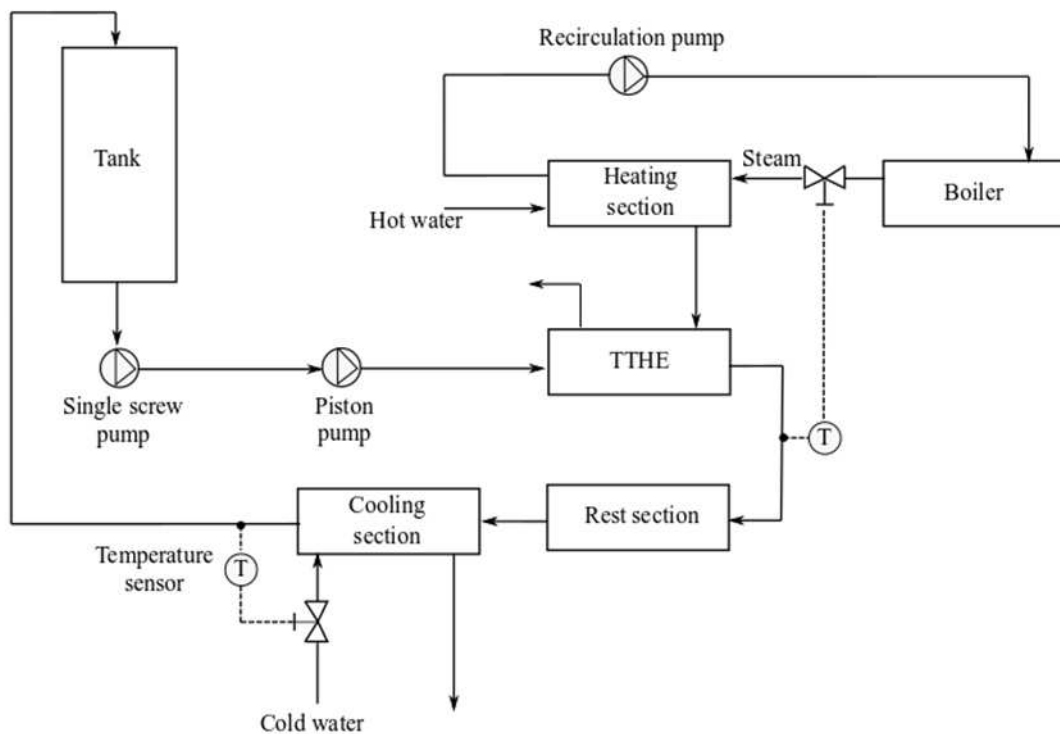 Recirculation pump
Tank
Steam
Heating
section
Boiler
Hot water
TTHE
Single screw
pump
Piston
pump
T
Cooling
section
Rest section
Temperature
sensor
T
Cold water